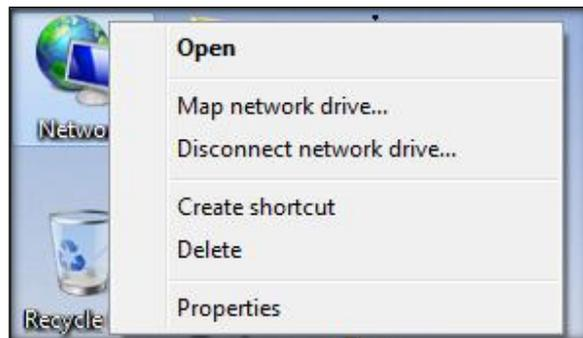 Open
Map network drive...
Disconnect network drive...
Create shortcut
Delete
Properties
Netwo
Recycle